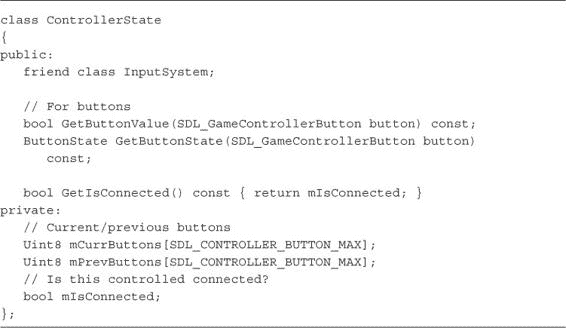 class ControllerState
{
public:
   friend class InputSystem;

   // For buttons
   bool GetButtonValue(SDL_GameControllerButton button) const;
   ButtonState GetButtonState(SDL_GameControllerButton button)
      const;

   bool GetIsConnected() const { return mIsConnected; }
private:
   // Current/previous buttons
   Uint8 mCurrButtons[SDL_CONTROLLER_BUTTON_MAX];
   Uint8 mPrevButtons[SDL_CONTROLLER_BUTTON_MAX];
   // Is this controlled connected?
   bool mIsConnected;
};